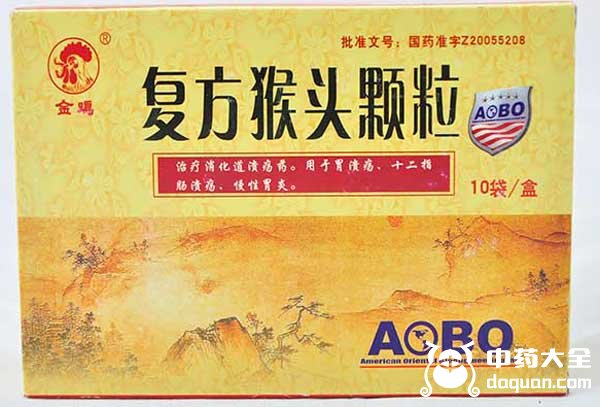 批准文号：国药准字Z20055208
®
金鸣
复方猴头颗粒
AOBO
治疗消化道溃疡药。用于胃溃疡、十二指
肠溃疡、慢性胃炎。
10袋/盒
AOBO
American Orient
中药大全
daquan.com